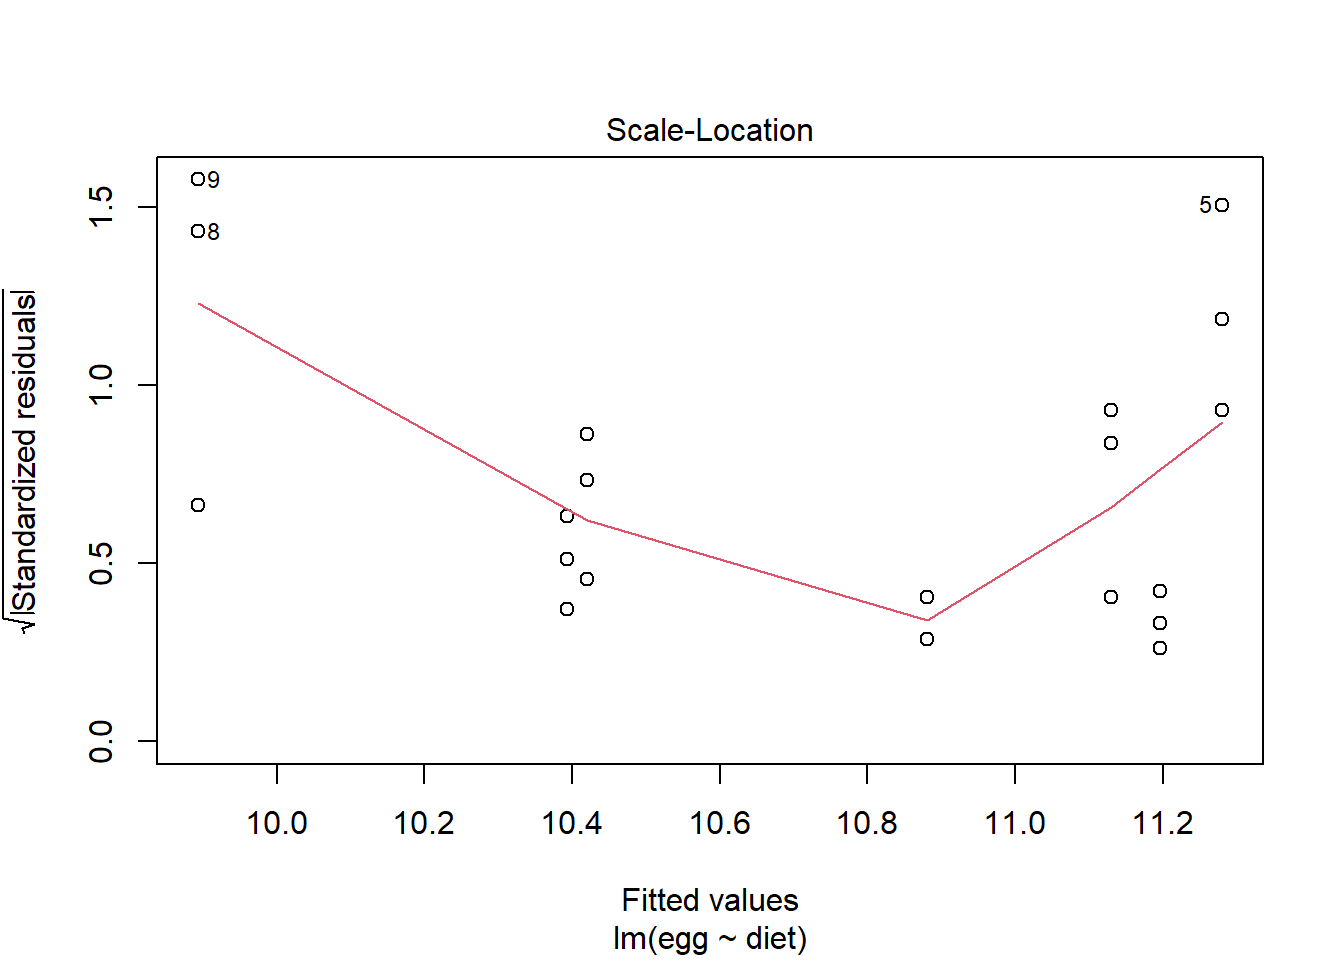 Scale-Location
√|Standardized residuals|
1.5
1.0
0.5
0.0
9
8
5
10.0 10.2 10.4 10.6 10.8 11.0 11.2
Fitted values
lm(egg ~ diet)